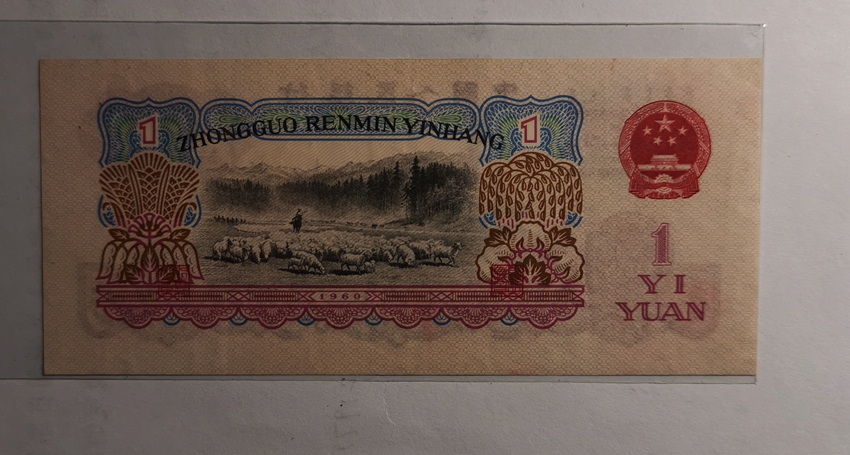 1 1
ZHONGGUO RENMIN YINHANG
1960
1
YI
YUAN